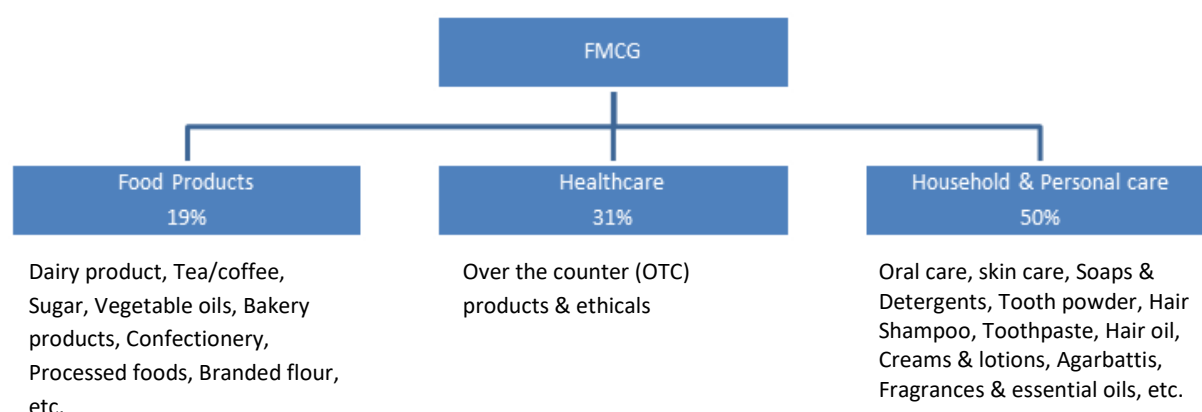 FMCG
Food Products
19%
Healthcare
31%
Household & Personal care
50%
Dairy product, Tea/coffee,
Sugar, Vegetable oils, Bakery
products, Confectionery,
Processed foods, Branded flour,
etc.
Over the counter (OTC)
products & ethicals
Oral care, skin care, Soaps &
Detergents, Tooth powder, Hair
Shampoo, Toothpaste, Hair oil,
Creams & lotions, Agarbattis,
Fragrances & essential oils, etc.